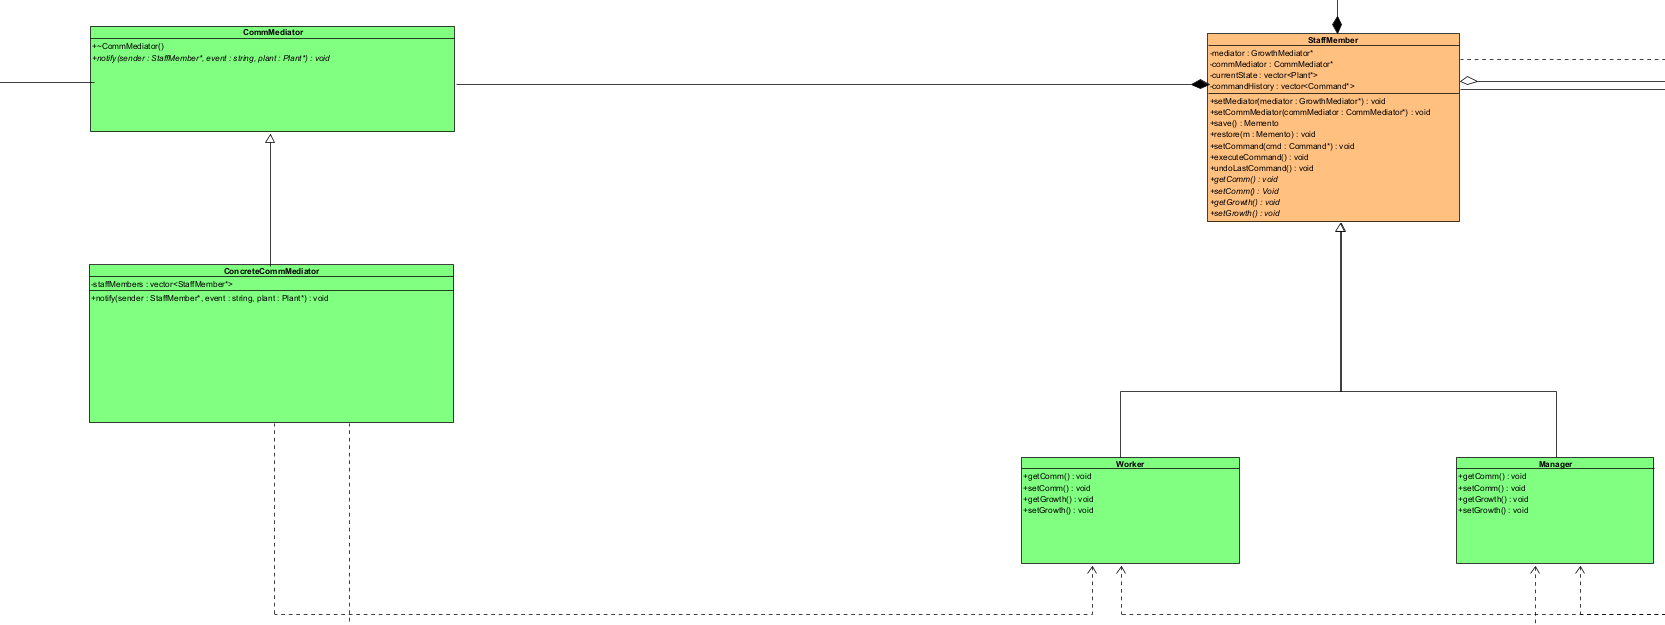 CommMediator
+~CommMediator()
+notify(sender : StaffMember*, event : string, plant : Plant*) : void
StaffMember
-mediator : GrowthMediator*
-commMediator : CommMediator*
-currentState : vector<Plant*>
-commandHistory : vector<Command*>
+setMediator(mediator : GrowthMediator*) : void
+setCommMediator(commMediator : CommMediator*) : void
+save() : Memento
+restore(m : Memento) : void
+setCommand(cmd : Command*) : void
+executeCommand() : void
+undoLastCommand() : void
+getComm() : void
+setComm() : Void
+getGrowth() : void
+setGrowth() : void
ConcreteCommMediator
-staffMembers : vector<StaffMember*>
+notify(sender : StaffMember*, event : string, plant : Plant*) : void
Worker
+getComm() : void
+setComm() : void
+getGrowth() : void
+setGrowth() : void
Manager
+getComm() : void
+setComm() : void
+getGrowth() : void
+setGrowth() : void